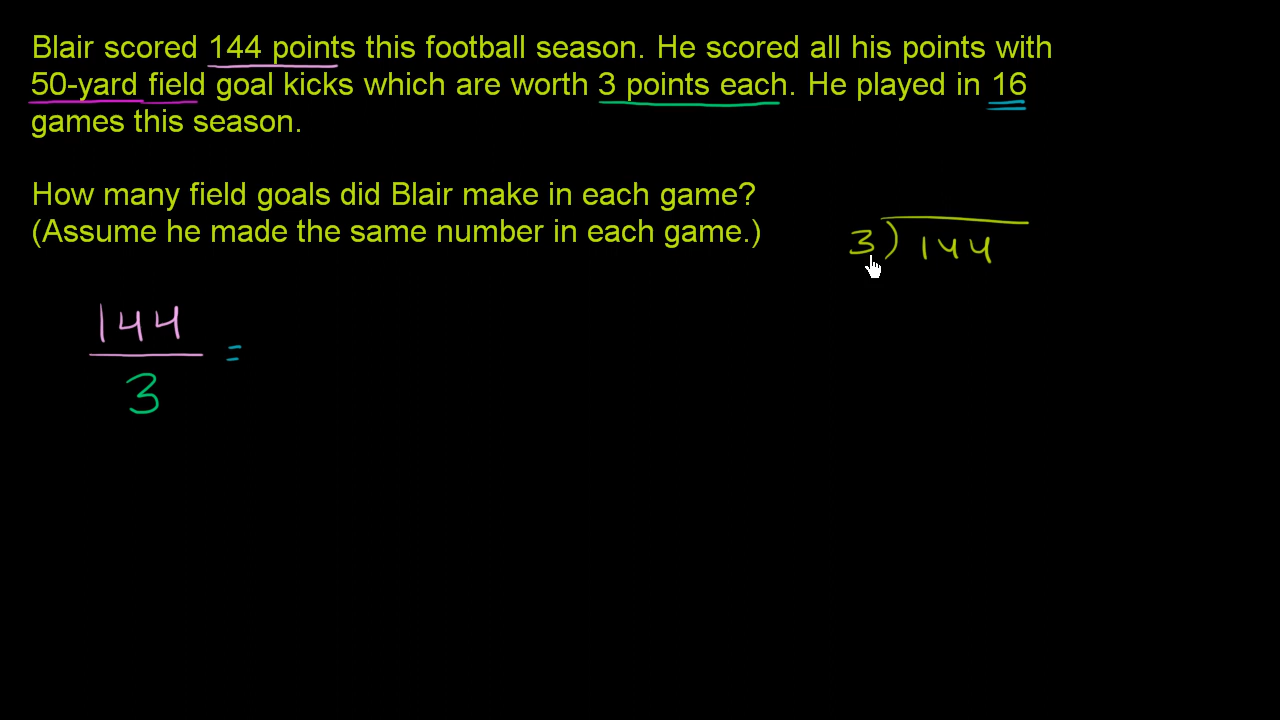 Blair scored 144 points this football season. He scored all his points with
50-yard field goal kicks which are worth 3 points each. He played in 16
games this season.
How many field goals did Blair make in each game?
(Assume he made the same number in each game.)
3)144
144
3
=